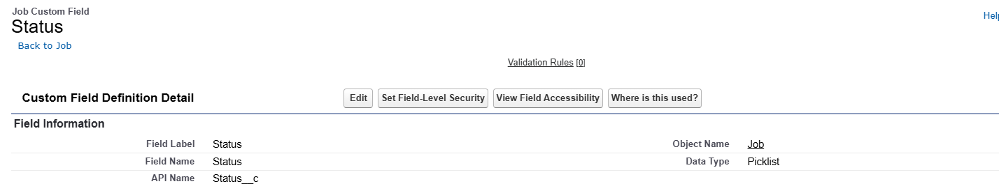 Job Custom Field
Status
Help
Back to Job
Validation Rules [0]
Custom Field Definition Detail Edit Set Field-Level Security View Field Accessibility Where is this used?
Field Information
Field Label Status Object Name Job
Field Name Status Data Type Picklist
API Name Status__c